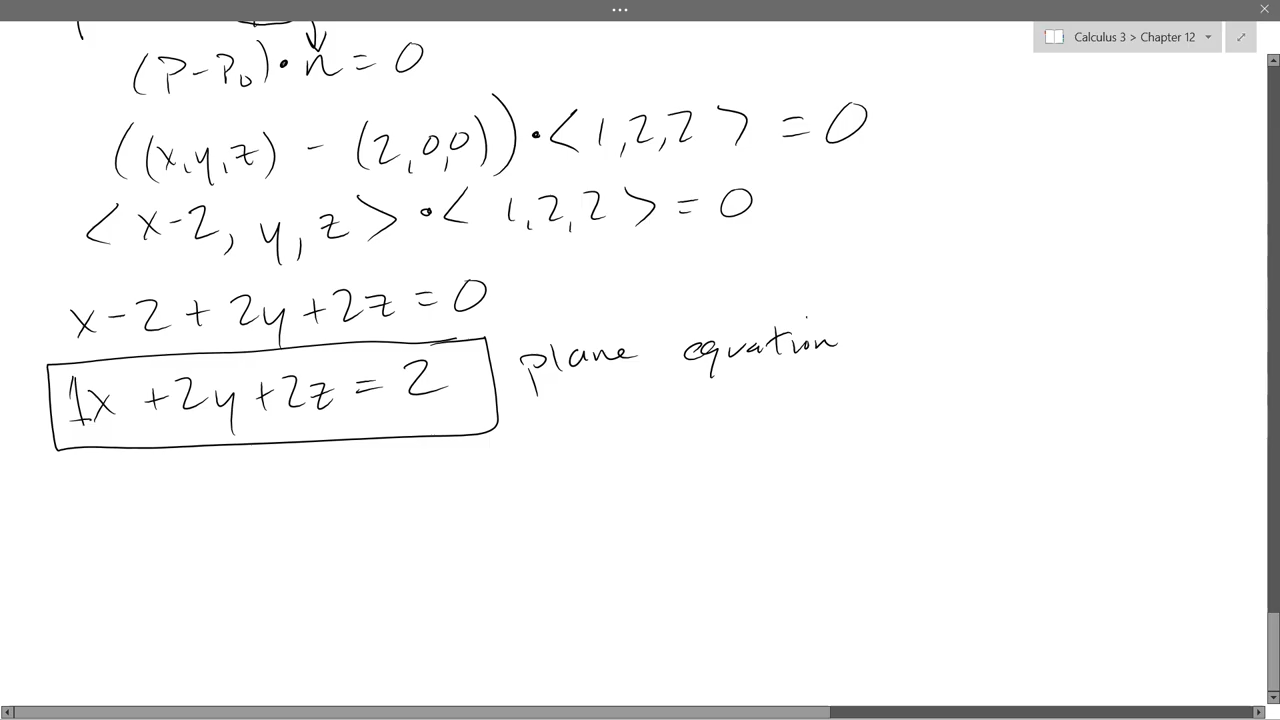 Calculus 3 > Chapter 12
(P-P₀)•n⃗ = 0
((x,y,z) - (2,0,0))•<1,2,2> = 0
<x-2, y, z>•<1,2,2> = 0
x-2+2y+2z=0
1x+2y+2z=2 plane equation